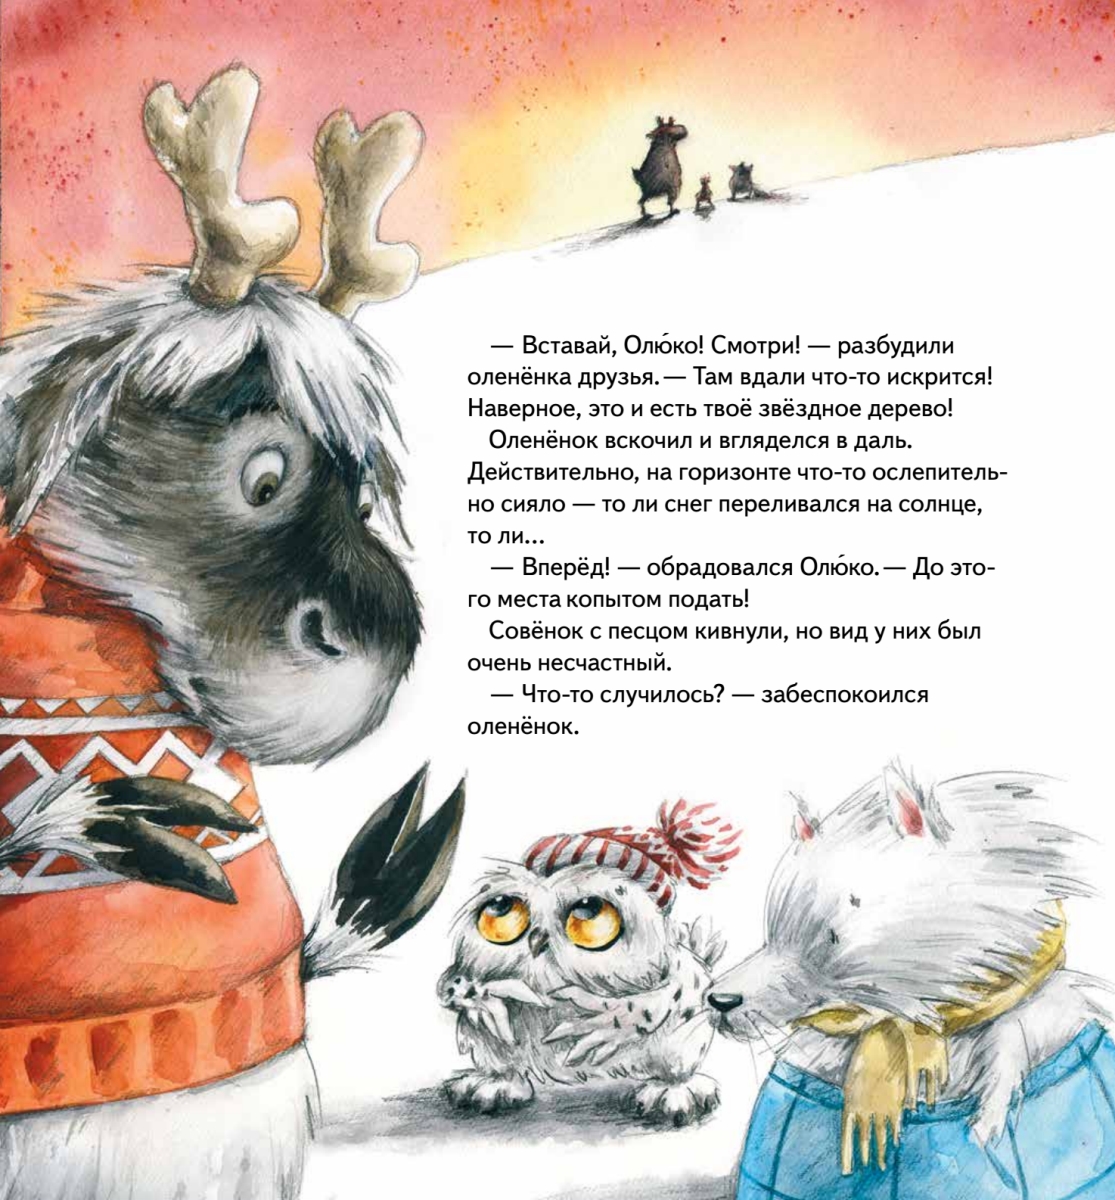 — Вставай, Олю́ко! Смотри! — разбудили
оленёнка друзья. — Там вдали что-то искрится!
Наверное, это и есть твоё звёздное дерево!
Оленёнок вскочил и вгляделся в даль.
Действительно, на горизонте что-то ослепитель-
но сияло — то ли снег переливался на солнце,
то ли...
— Вперёд! — обрадовался Олю́ко. — До это-
го места копытом подать!
Совёнок с песцом кивнули, но вид у них был
очень несчастный.
— Что-то случилось? — забеспокоился
оленёнок.